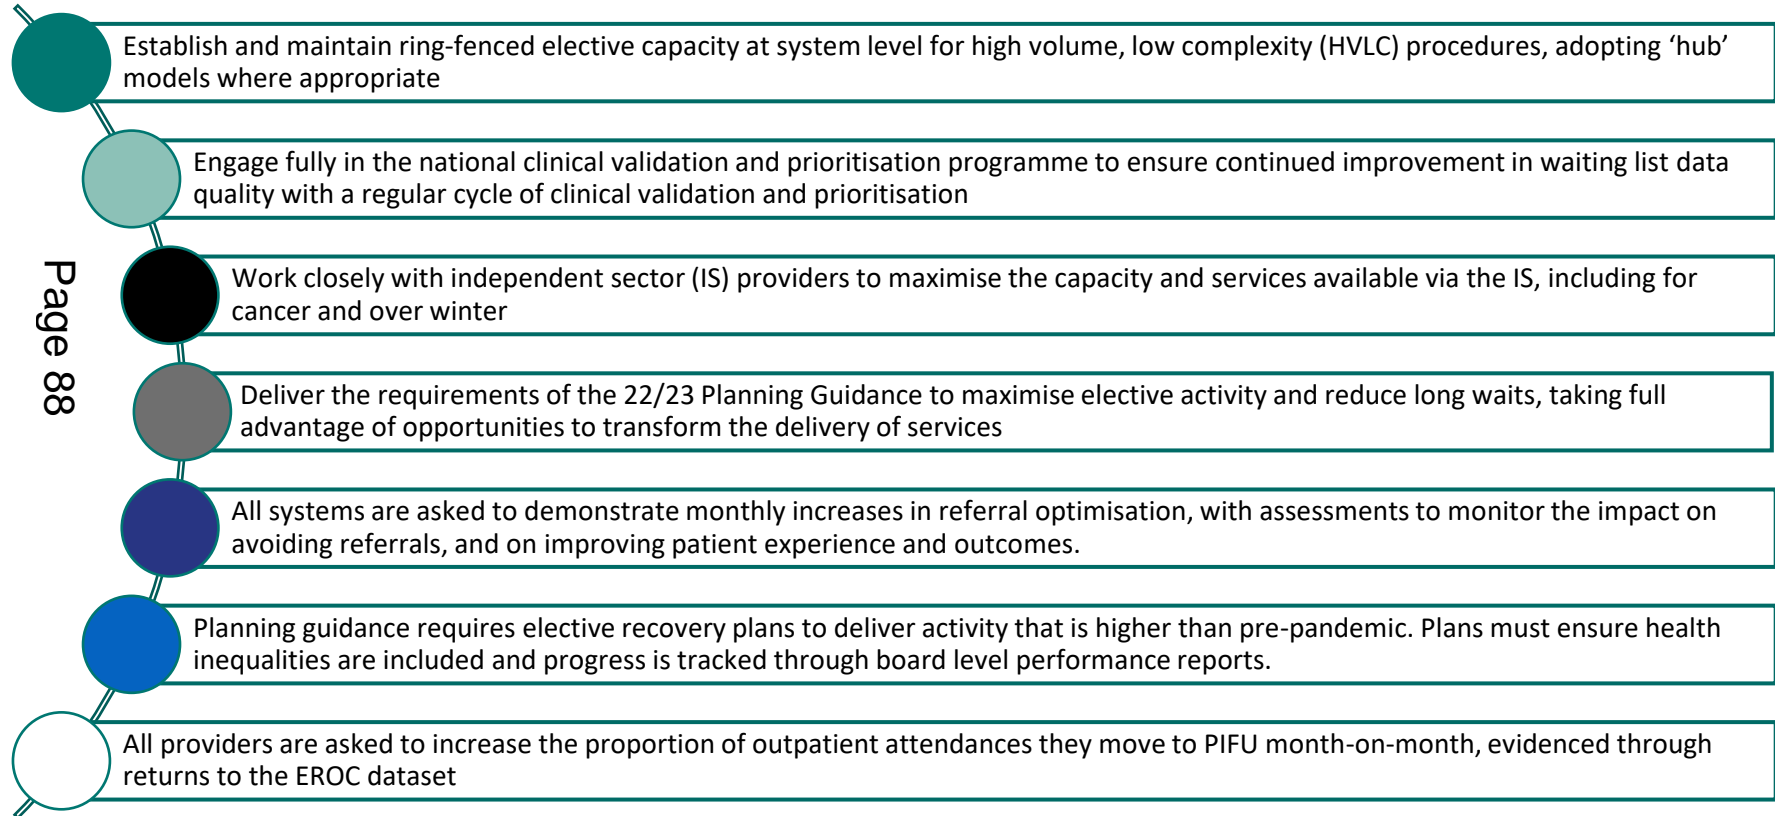 Establish and maintain ring-fenced elective capacity at system level for high volume, low complexity (HVLC) procedures, adopting ‘hub’
models where appropriate
Engage fully in the national clinical validation and prioritisation programme to ensure continued improvement in waiting list data
quality with a regular cycle of clinical validation and prioritisation
Work closely with independent sector (IS) providers to maximise the capacity and services available via the IS, including for
cancer and over winter
Page 88
Deliver the requirements of the 22/23 Planning Guidance to maximise elective activity and reduce long waits, taking full
advantage of opportunities to transform the delivery of services
All systems are asked to demonstrate monthly increases in referral optimisation, with assessments to monitor the impact on
avoiding referrals, and on improving patient experience and outcomes.
Planning guidance requires elective recovery plans to deliver activity that is higher than pre-pandemic. Plans must ensure health
inequalities are included and progress is tracked through board level performance reports.
All providers are asked to increase the proportion of outpatient attendances they move to PIFU month-on-month, evidenced through
returns to the EROC dataset